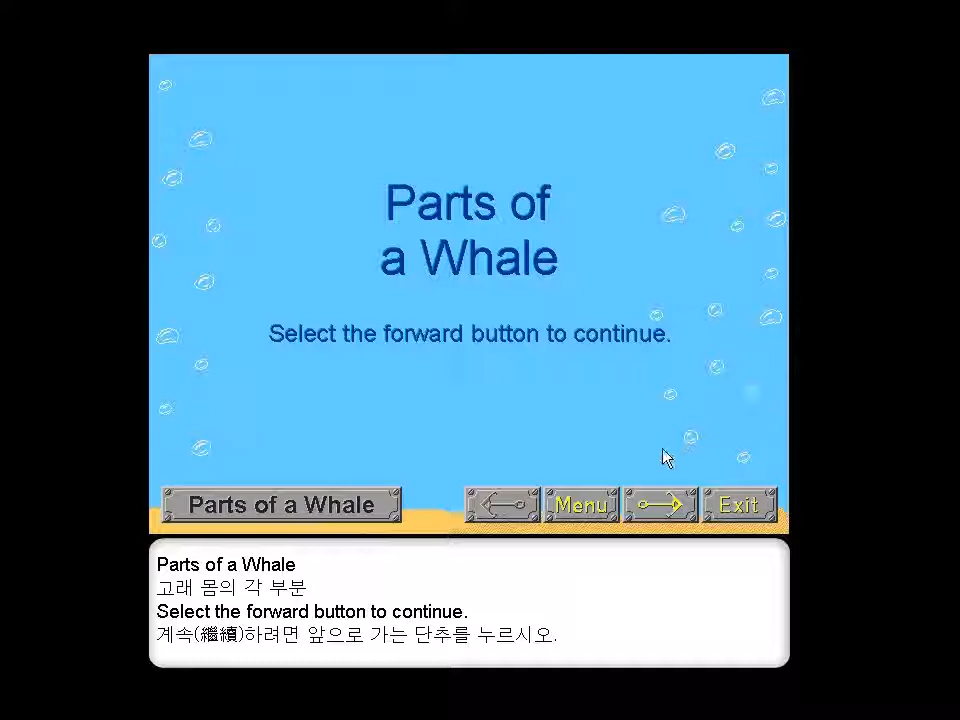 Parts of
a Whale
Select the forward button to continue.
Parts of a Whale
Menu
Exit
Parts of a Whale
고래 몸의 각 부분
Select the forward button to continue.
계속(繼續)하려면 앞으로 가는 단추를 누르시오.